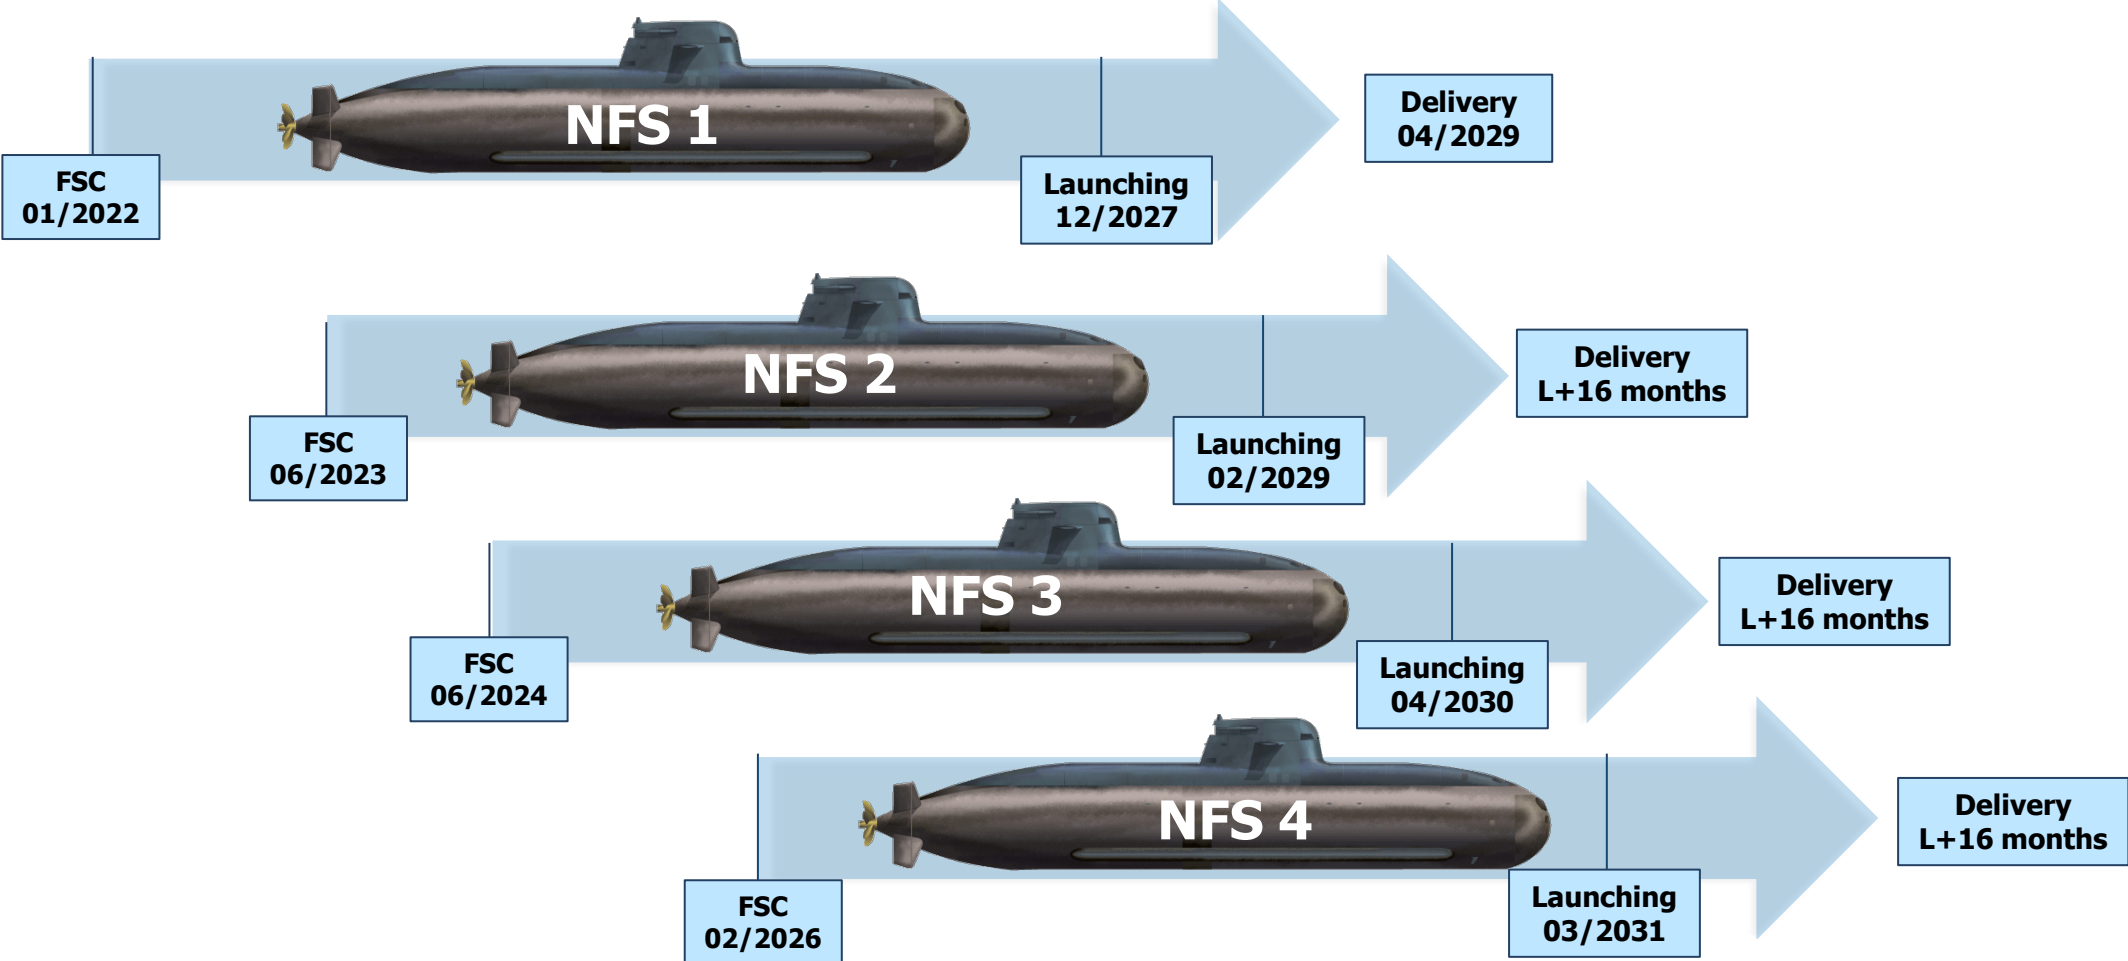 NFS 1
Delivery
04/2029
FSC
01/2022
Launching
12/2027
NFS 2
Delivery
L+16 months
FSC
06/2023
Launching
02/2029
NFS 3
Delivery
L+16 months
FSC
06/2024
Launching
04/2030
NFS 4
Delivery
L+16 months
FSC
02/2026
Launching
03/2031